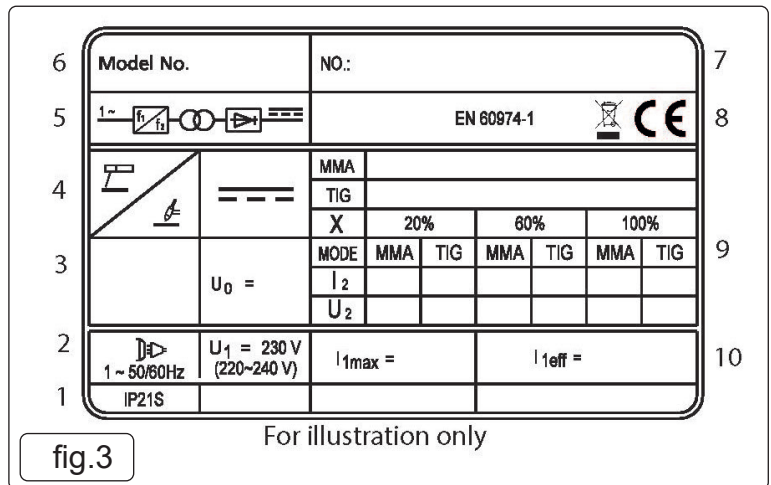 6 Model No. NO.: 7
5 1~ f₁ f₂ EN 60974-1 CE 8
4 MMA
TIG
X 20% 60% 100%
3 MODE MMA TIG MMA TIG MMA TIG 9
U₀ = I₂
U₂
2 1~50/60Hz U₁ = 230 V (220~240 V) I₁max = I₁eff = 10
1 IP21S
For illustration only
fig.3